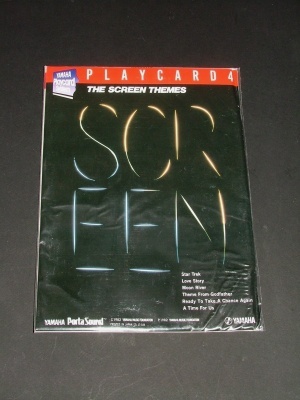 YAMAHA
playcard
PLAYCARD 4
THE SCREEN THEMES
SCR
EEN
Star Trek
Love Story
Moon River
Theme From Godfather
Ready To Take A Chance Again
A Time For Us
YAMAHA PortaSound
YAMAHA